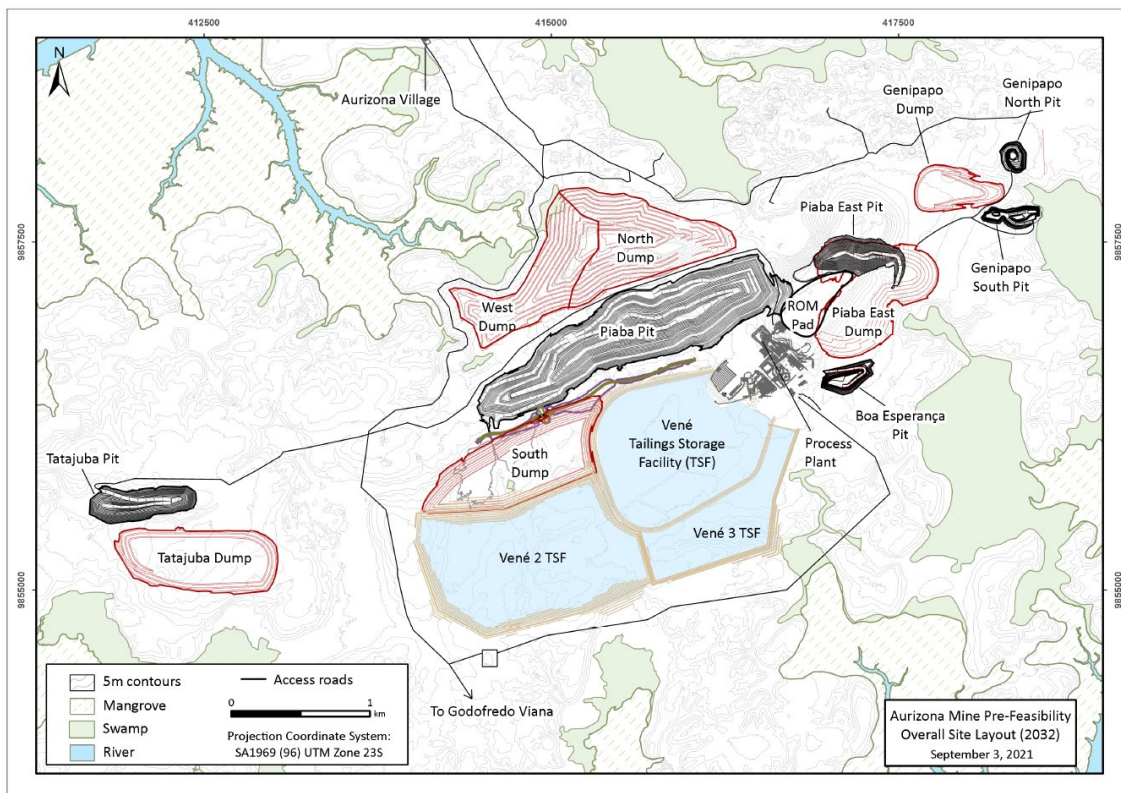 412500
415000
417500
N
Aurizona Village
Genipapo
Dump
Genipapo
North Pit
Piaba East Pit
9857500
9857500
North
Dump
Genipapo
South Pit
West
Dump
ROM
Pad
Piaba East
Dump
Piaba Pit
Boa Esperança
Pit
Vené
Tailings Storage
Facility (TSF)
Process
Plant
South
Dump
Tatajuba Pit
Vené 3 TSF
Vené 2 TSF
Tatajuba Dump
9855000
9855000
5m contours
Mangrove
Swamp
River
Access roads
0 1
km
Projection Coordinate System:
SA1969 (96) UTM Zone 23S
To Godofredo Viana
Aurizona Mine Pre-Feasibility
Overall Site Layout (2032)
September 3, 2021